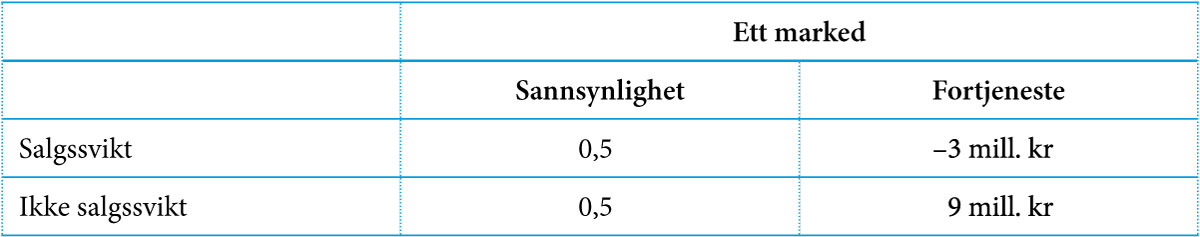 Ett marked
Sannsynlighet Fortjeneste
Salgssvikt 0,5 –3 mill. kr
Ikke salgssvikt 0,5 9 mill. kr